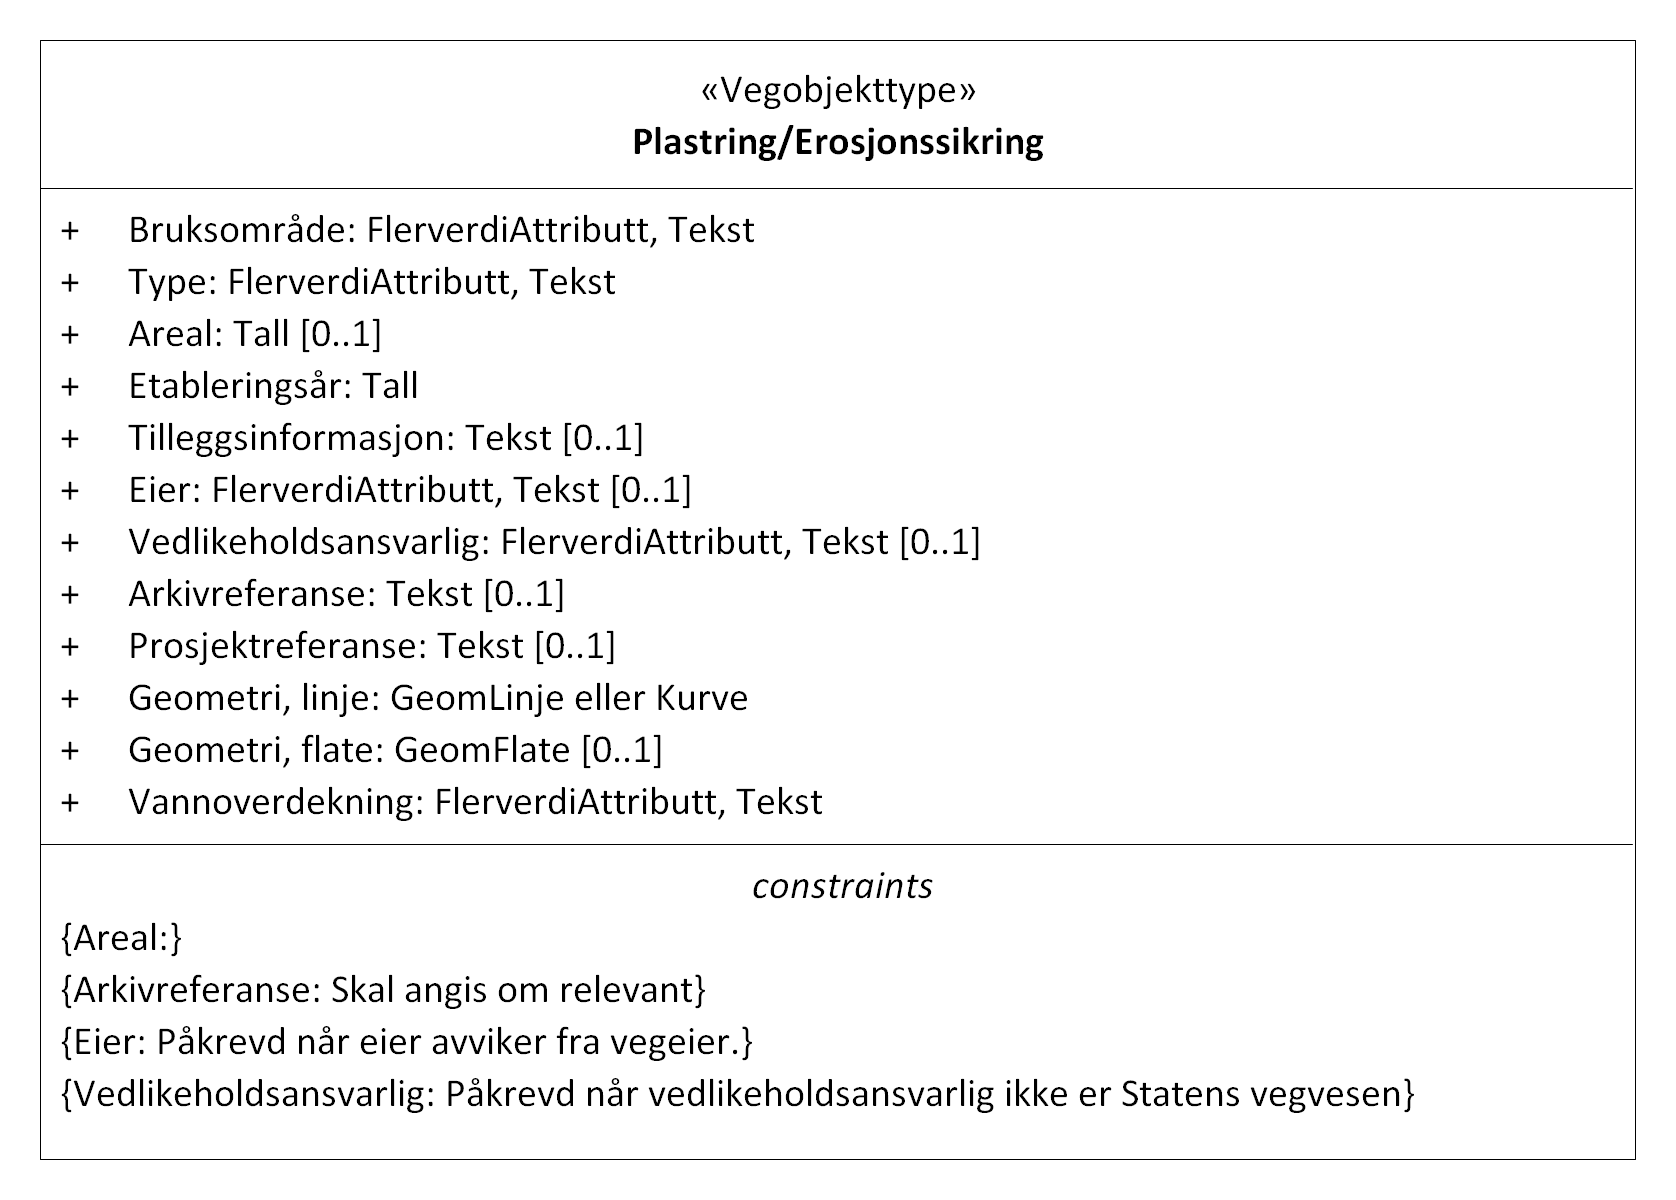 «Vegobjekttype»
Plastring/Erosjonssikring
+ Bruksområde: FlerverdiAttributt, Tekst
+ Type: FlerverdiAttributt, Tekst
+ Areal: Tall [0..1]
+ Etableringsår: Tall
+ Tilleggsinformasjon: Tekst [0..1]
+ Eier: FlerverdiAttributt, Tekst [0..1]
+ Vedlikeholdsansvarlig: FlerverdiAttributt, Tekst [0..1]
+ Arkivreferanse: Tekst [0..1]
+ Prosjektreferanse: Tekst [0..1]
+ Geometri, linje: GeomLinje eller Kurve
+ Geometri, flate: GeomFlate [0..1]
+ Vannoverdekning: FlerverdiAttributt, Tekst
constraints
{Areal:}
{Arkivreferanse: Skal angis om relevant}
{Eier: Påkrevd når eier avviker fra vegeier.}
{Vedlikeholdsansvarlig: Påkrevd når vedlikeholdsansvarlig ikke er Statens vegvesen}